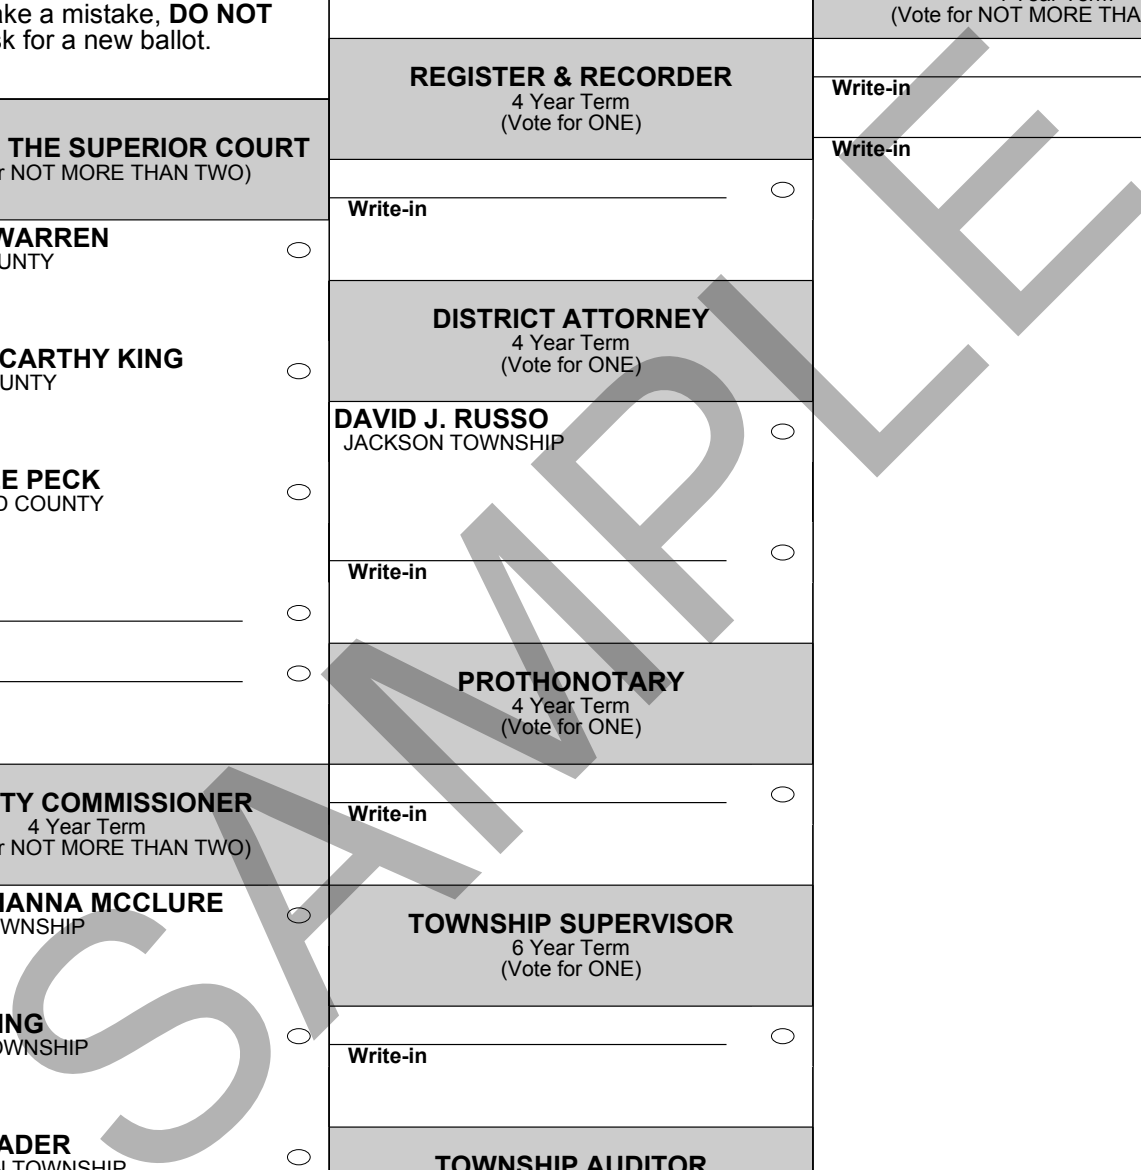 ake a mistake, DO NOT
sk for a new ballot.
THE SUPERIOR COURT
r NOT MORE THAN TWO)
WARREN
UNTY
CARTHY KING
UNTY
E PECK
D COUNTY
TY COMMISSIONER
4 Year Term
r NOT MORE THAN TWO)
IANNA MCCLURE
WNSHIP
ING
OWNSHIP
ADER
N TOWNSHIP
REGISTER & RECORDER
4 Year Term
(Vote for ONE)
Write-in
DISTRICT ATTORNEY
4 Year Term
(Vote for ONE)
DAVID J. RUSSO
JACKSON TOWNSHIP
Write-in
PROTHONOTARY
4 Year Term
(Vote for ONE)
Write-in
TOWNSHIP SUPERVISOR
6 Year Term
(Vote for ONE)
Write-in
TOWNSHIP AUDITOR
(Vote for NOT MORE THA
Write-in
Write-in
SAMPLE